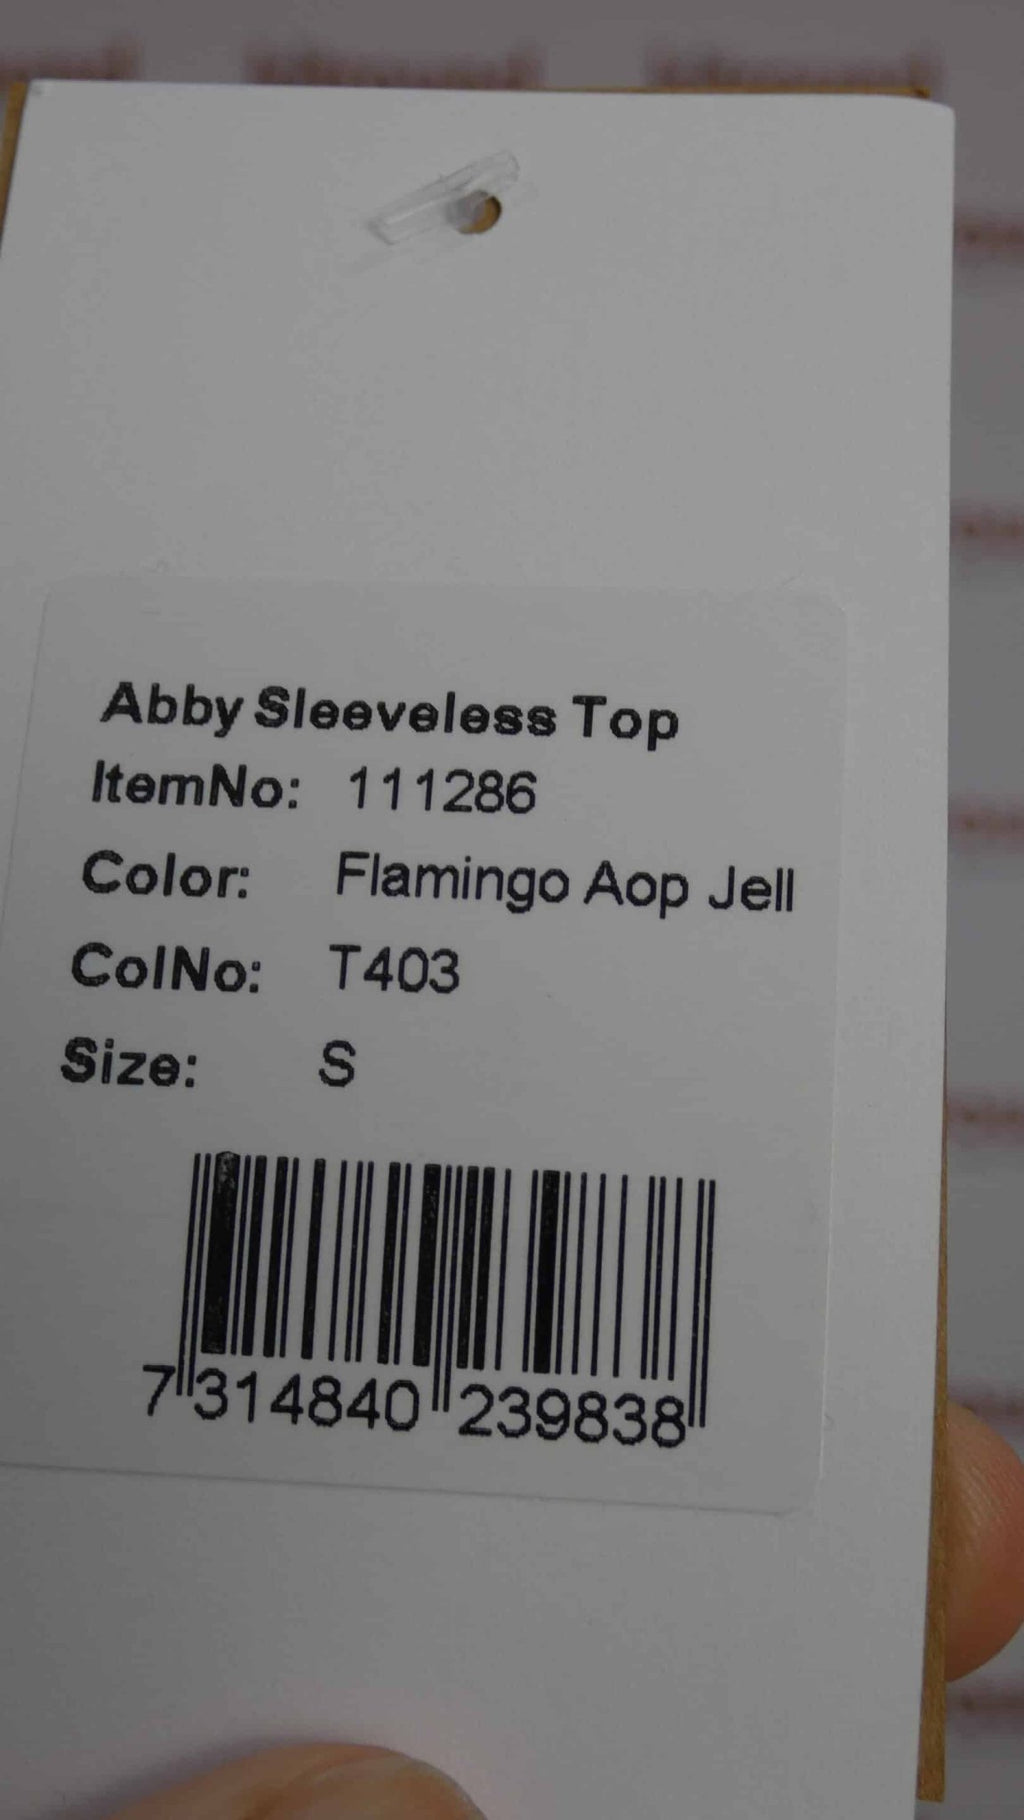 Abby Sleeveless Top
ItemNo: 111286
Color: Flamingo Aop Jell
ColNo: T403
Size: S
7 314840 239838